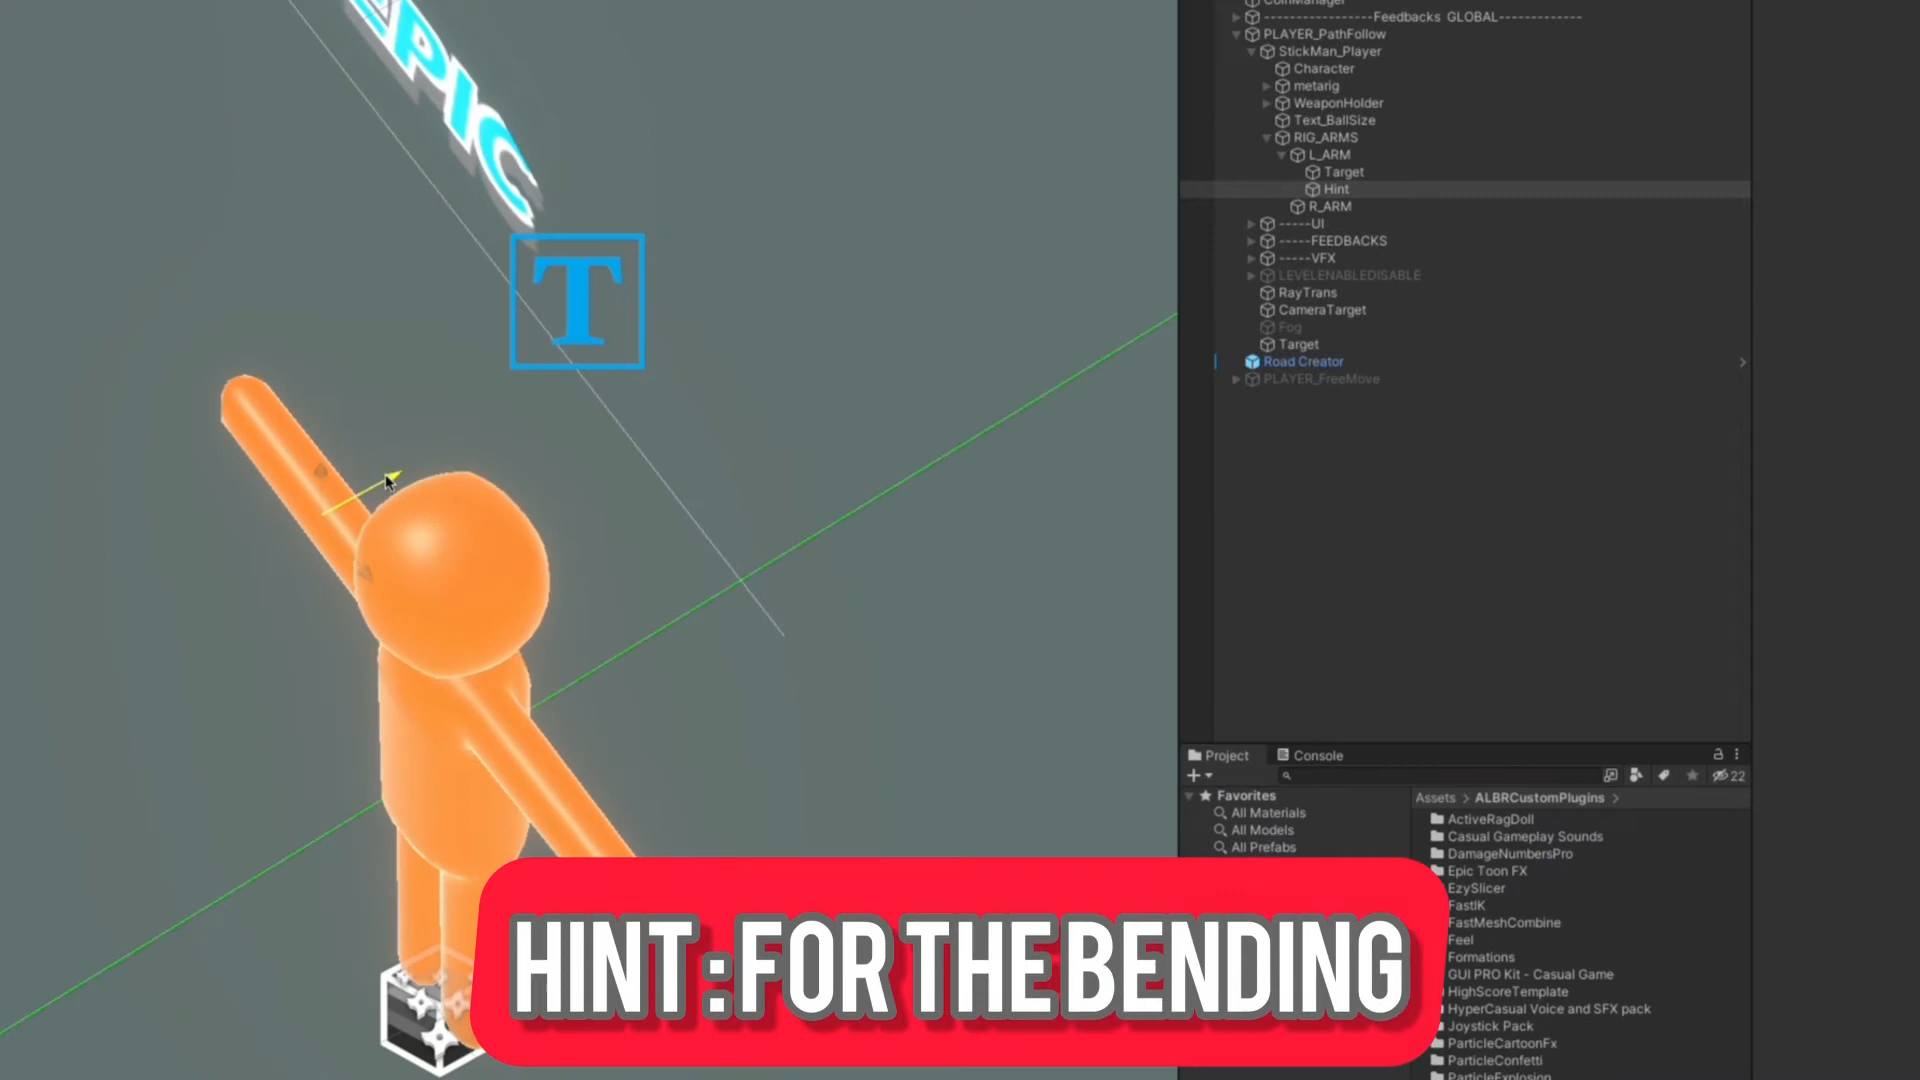 EPIC
T
CoinManager
-----------------Feedbacks GLOBAL-------------
PLAYER_PathFollow
StickMan_Player
Character
metarig
WeaponHolder
Text_BallSize
RIG_ARMS
L_ARM
Target
Hint
R_ARM
-----UI
-----FEEDBACKS
-----VFX
LEVELENABLEDISABLE
RayTrans
CameraTarget
Fog
Target
Road Creator
PLAYER_FreeMove
Project
Console
22
Favorites
All Materials
All Models
All Prefabs
Assets > ALBRCustomPlugins >
ActiveRagDoll
Casual Gameplay Sounds
DamageNumbersPro
Epic Toon FX
EzySlicer
FastIK
FastMeshCombine
Feel
Formations
GUI PRO Kit - Casual Game
HighScoreTemplate
HyperCasual Voice and SFX pack
Joystick Pack
ParticleCartoonFx
ParticleConfetti
ParticleExplosion
HINT : FOR THE BENDING